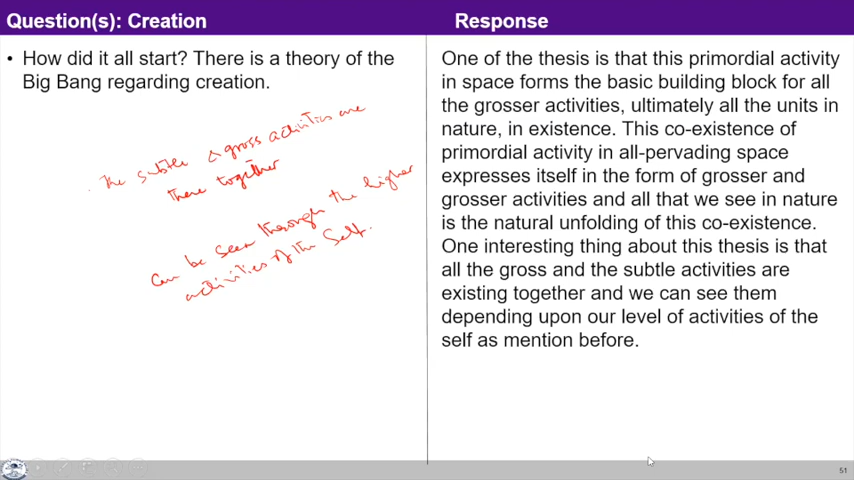 Question(s): Creation
Response
• How did it all start? There is a theory of the
Big Bang regarding creation.
The subtle & gross activities are
there together
can be seen through the higher
activities of the Self.
One of the thesis is that this primordial activity
in space forms the basic building block for all
the grosser activities, ultimately all the units in
nature, in existence. This co-existence of
primordial activity in all-pervading space
expresses itself in the form of grosser and
grosser activities and all that we see in nature
is the natural unfolding of this co-existence.
One interesting thing about this thesis is that
all the gross and the subtle activities are
existing together and we can see them
depending upon our level of activities of the
self as mention before.
51